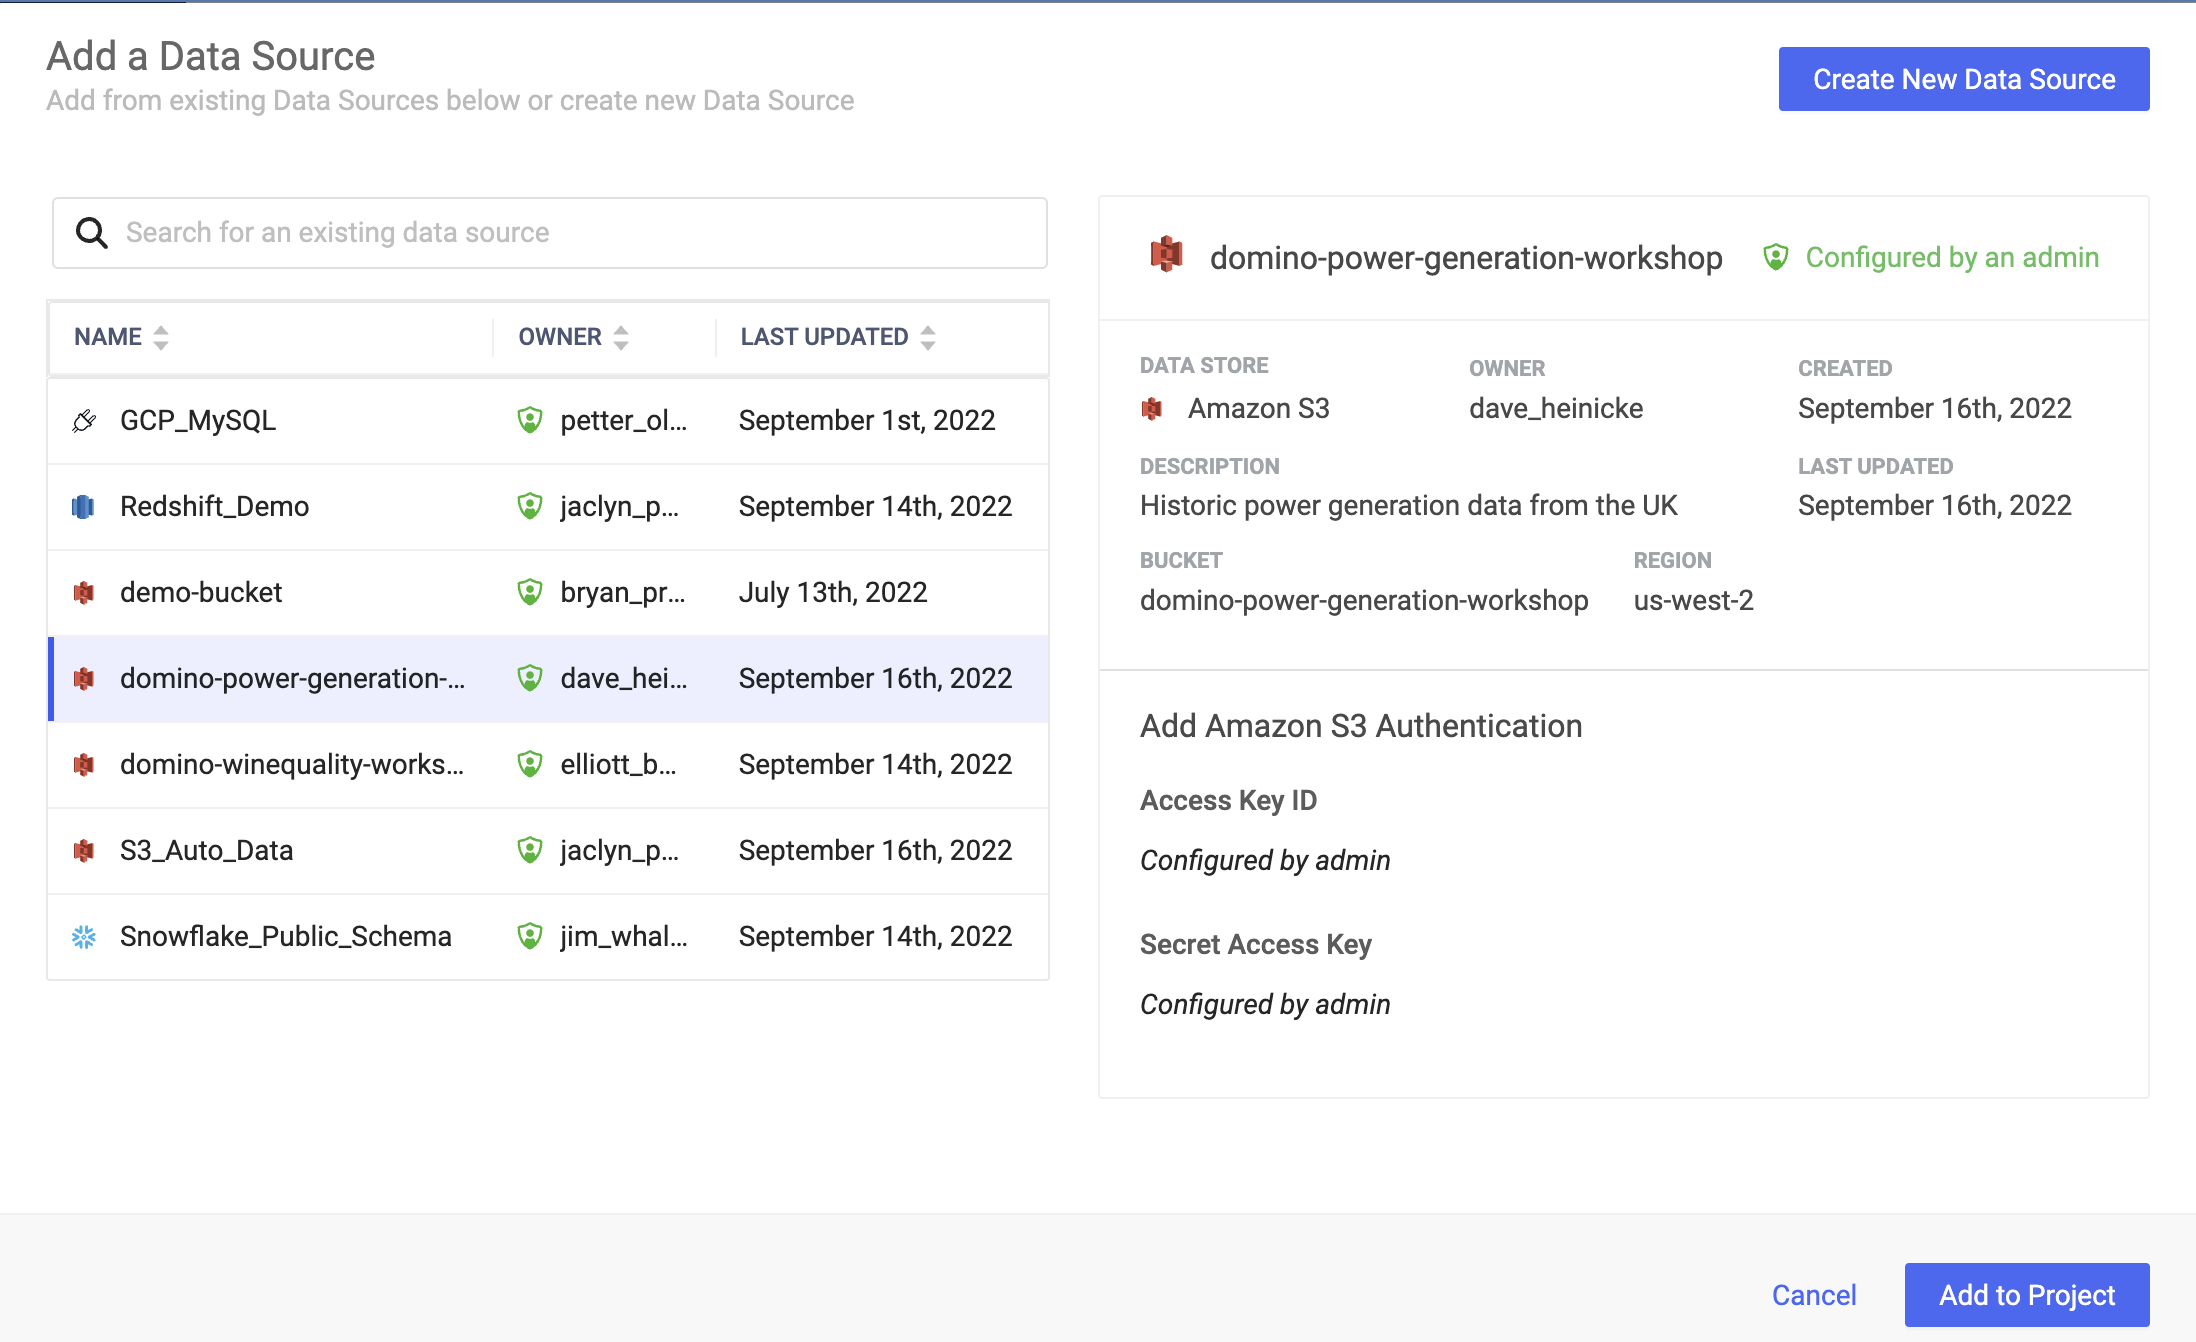 Add a Data Source
Add from existing Data Sources below or create new Data Source
Create New Data Source
Search for an existing data source
NAME OWNER LAST UPDATED
GCP_MySQL petter_ol... September 1st, 2022
Redshift_Demo jaclyn_p... September 14th, 2022
demo-bucket bryan_pr... July 13th, 2022
domino-power-generation-... dave_hei... September 16th, 2022
domino-winequality-works... elliott_b... September 14th, 2022
S3_Auto_Data jaclyn_p... September 16th, 2022
Snowflake_Public_Schema jim_whal... September 14th, 2022
domino-power-generation-workshop Configured by an admin
DATA STORE OWNER CREATED
Amazon S3 dave_heinicke September 16th, 2022
DESCRIPTION LAST UPDATED
Historic power generation data from the UK September 16th, 2022
BUCKET REGION
domino-power-generation-workshop us-west-2
Add Amazon S3 Authentication
Access Key ID
Configured by admin
Secret Access Key
Configured by admin
Cancel Add to Project